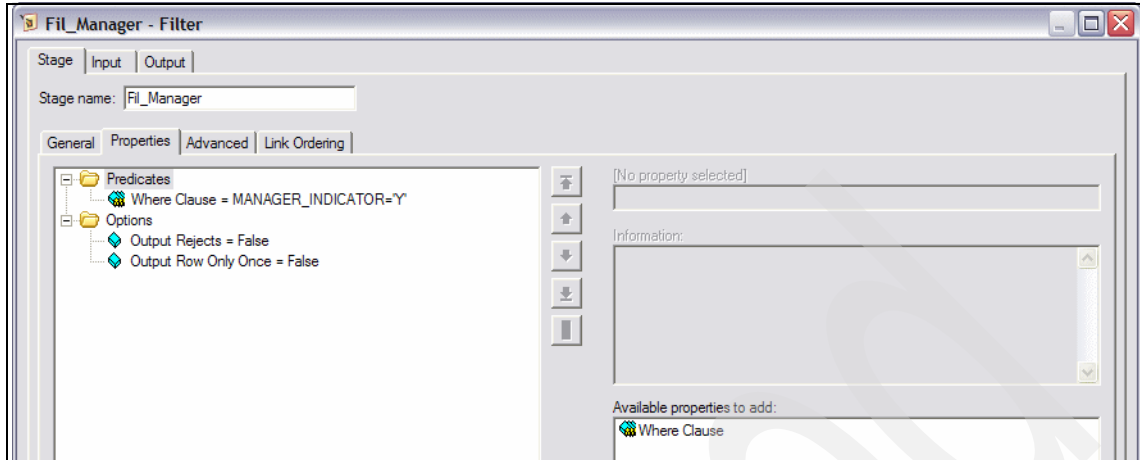 Fil_Manager - Filter
Stage Input Output
Stage name: Fil_Manager
General Properties Advanced Link Ordering
Predicates
Where Clause = MANAGER_INDICATOR='Y'
Options
Output Rejects = False
Output Row Only Once = False
[No property selected]
Information:
Available properties to add:
Where Clause